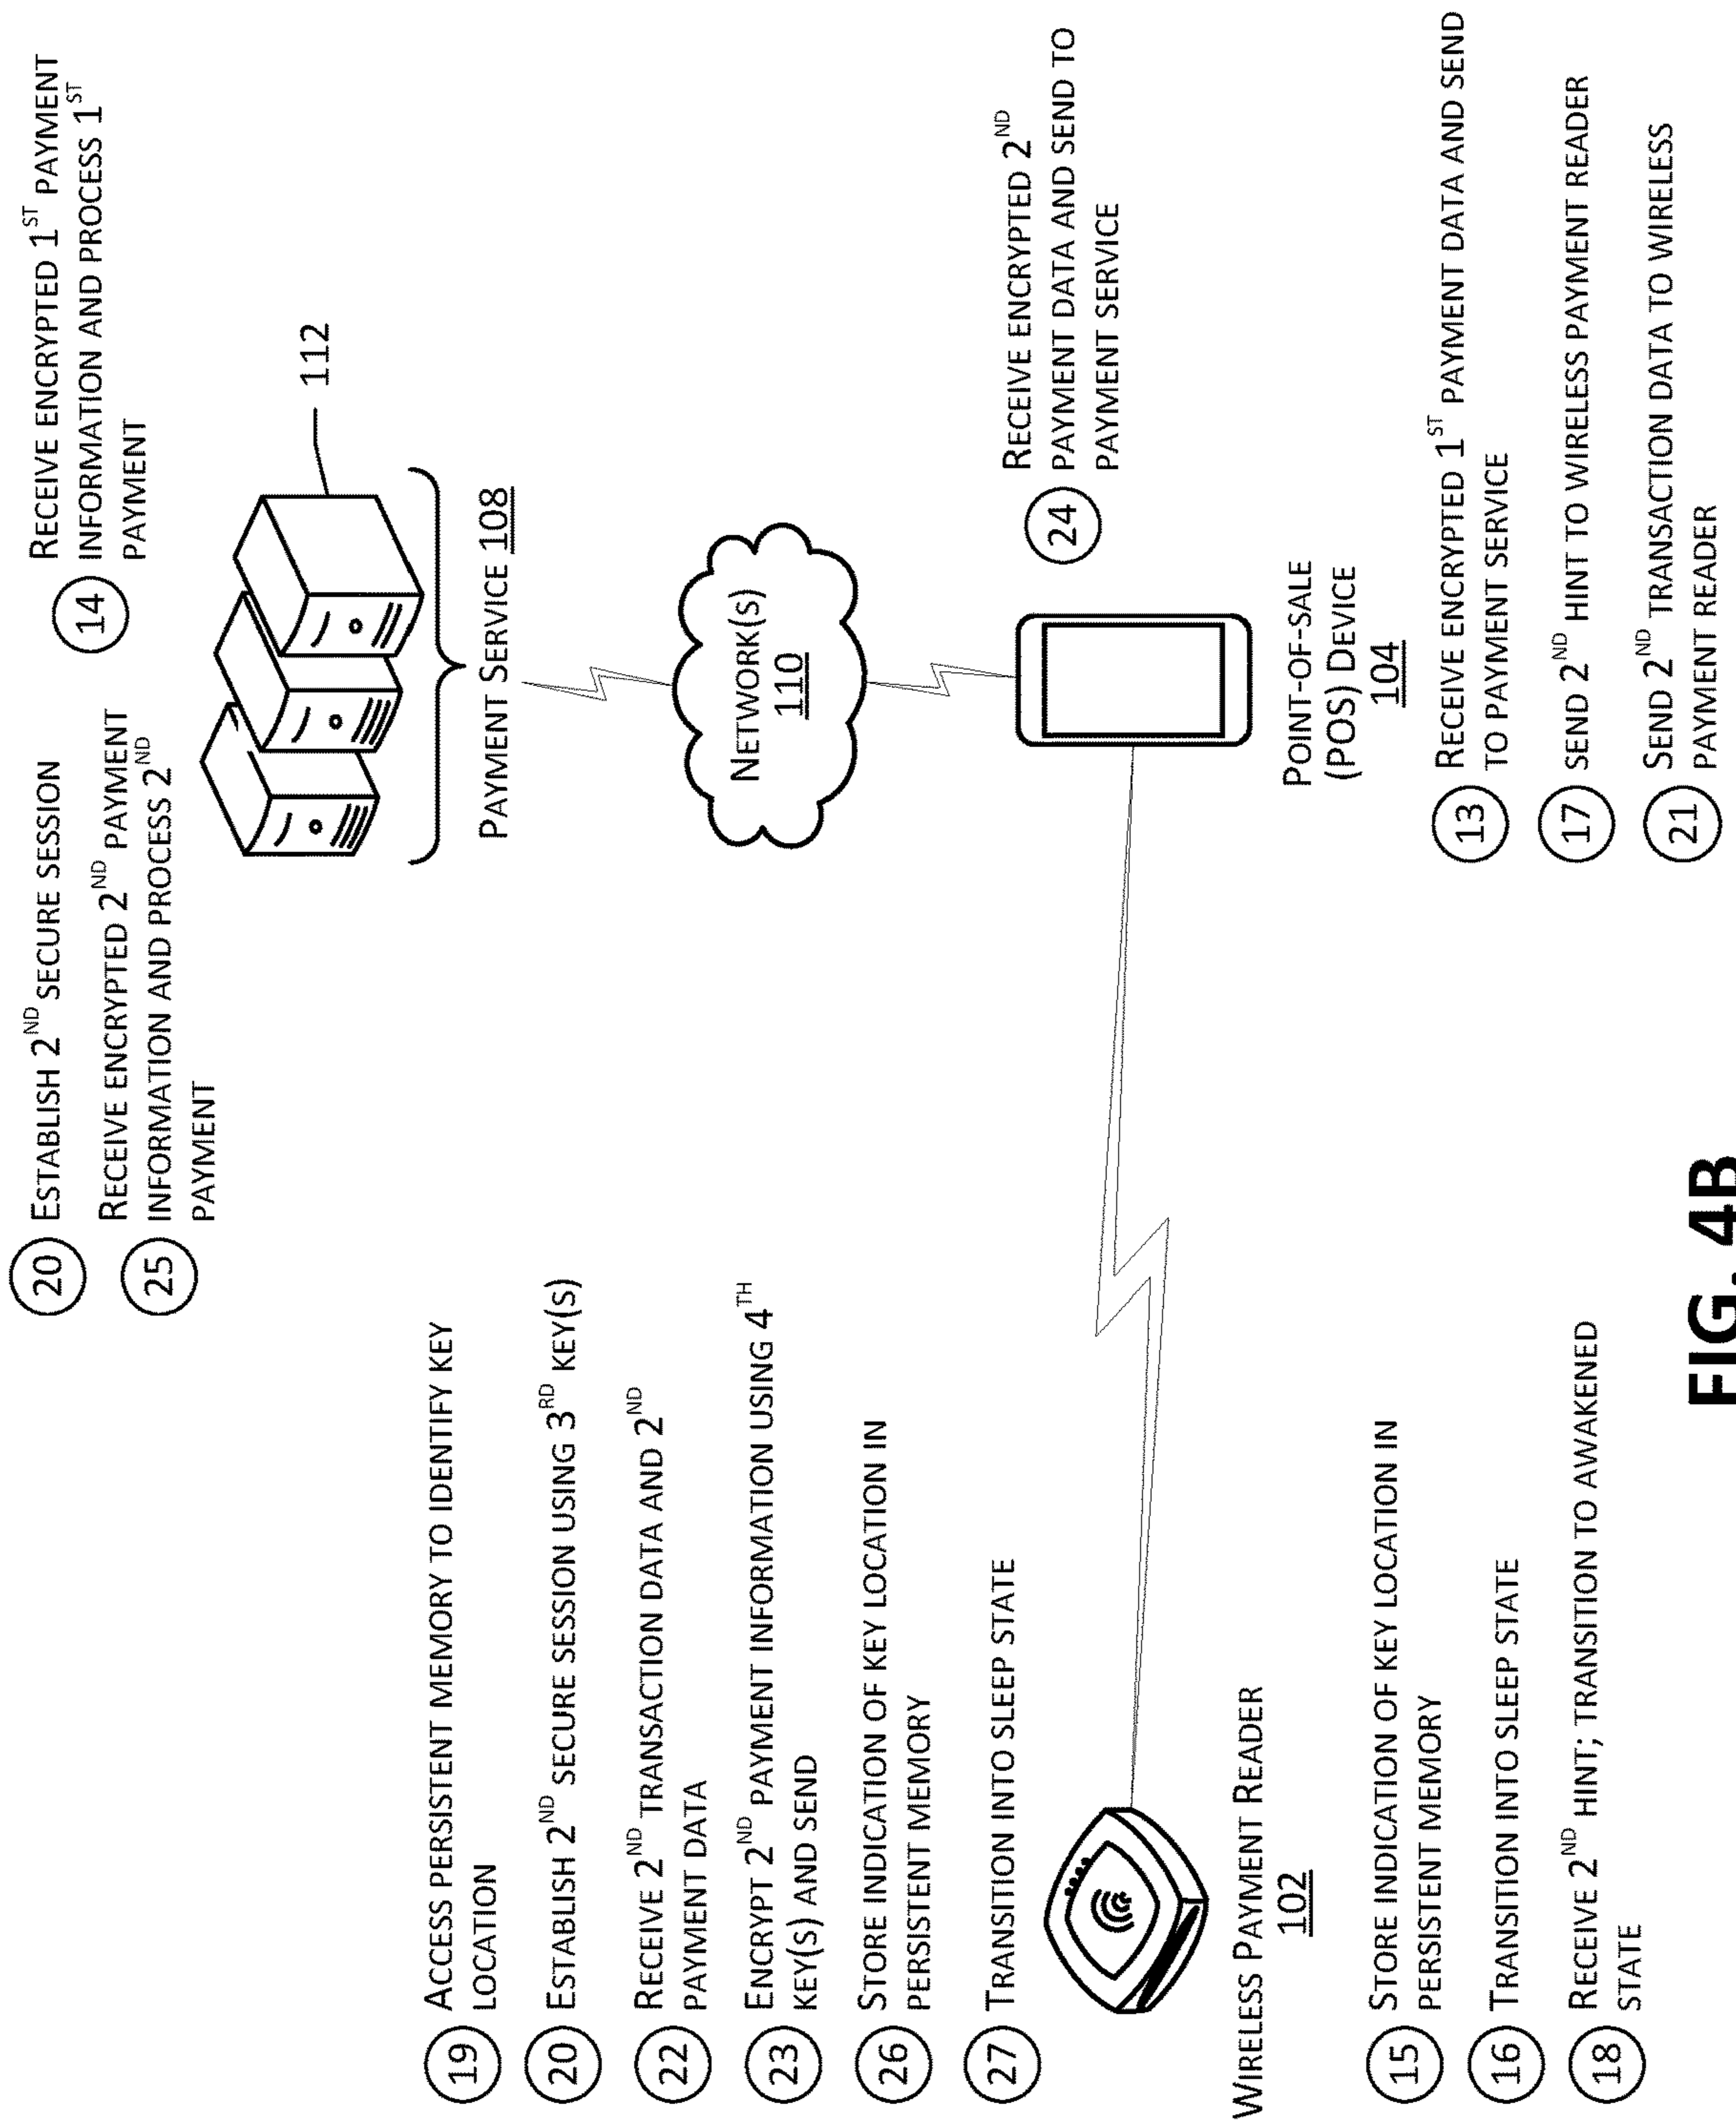 20 ESTABLISH 2ND SECURE SESSION
25 RECEIVE ENCRYPTED 2ND PAYMENT
INFORMATION AND PROCESS 2ND
PAYMENT
14 RECEIVE ENCRYPTED 1ST PAYMENT
INFORMATION AND PROCESS 1ST
PAYMENT
112
PAYMENT SERVICE 108
NETWORK(S)
110
19 ACCESS PERSISTENT MEMORY TO IDENTIFY KEY
LOCATION
20 ESTABLISH 2ND SECURE SESSION USING 3RD KEY(S)
22 RECEIVE 2ND TRANSACTION DATA AND 2ND
PAYMENT DATA
23 ENCRYPT 2ND PAYMENT INFORMATION USING 4TH
KEY(S) AND SEND
26 STORE INDICATION OF KEY LOCATION IN
PERSISTENT MEMORY
27 TRANSITION INTO SLEEP STATE
24 RECEIVE ENCRYPTED 2ND
PAYMENT DATA AND SEND TO
PAYMENT SERVICE
WIRELESS PAYMENT READER
102
POINT-OF-SALE
(POS) DEVICE
104
15 STORE INDICATION OF KEY LOCATION IN
PERSISTENT MEMORY
16 TRANSITION INTO SLEEP STATE
18 RECEIVE 2ND HINT; TRANSITION TO AWAKENED
STATE
13 RECEIVE ENCRYPTED 1ST PAYMENT DATA AND SEND
TO PAYMENT SERVICE
17 SEND 2ND HINT TO WIRELESS PAYMENT READER
21 SEND 2ND TRANSACTION DATA TO WIRELESS
PAYMENT READER
FIG. 4B